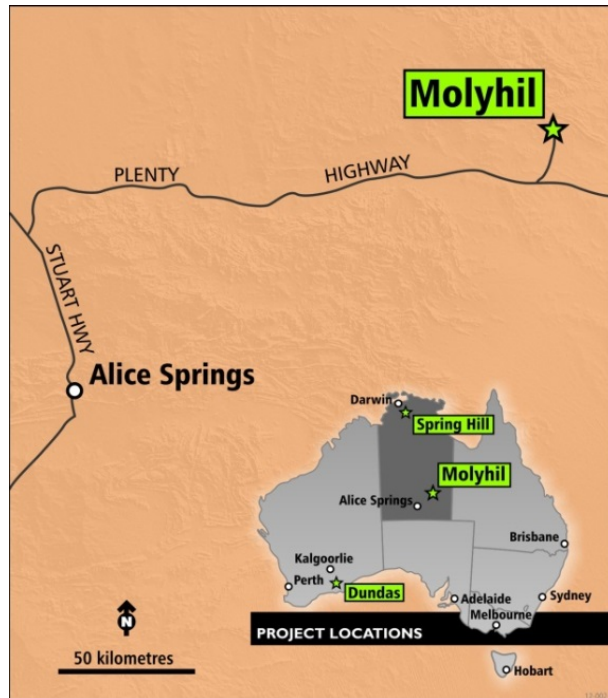 Molyhil
PLENTY
HIGHWAY
STUART HWY
Alice Springs
Darwin
Spring Hill
Molyhil
Alice Springs
Brisbane
Kalgoorlie
Perth
Dundas
Adelaide
Sydney
Melbourne
PROJECT LOCATIONS
N
50 kilometres
Hobart